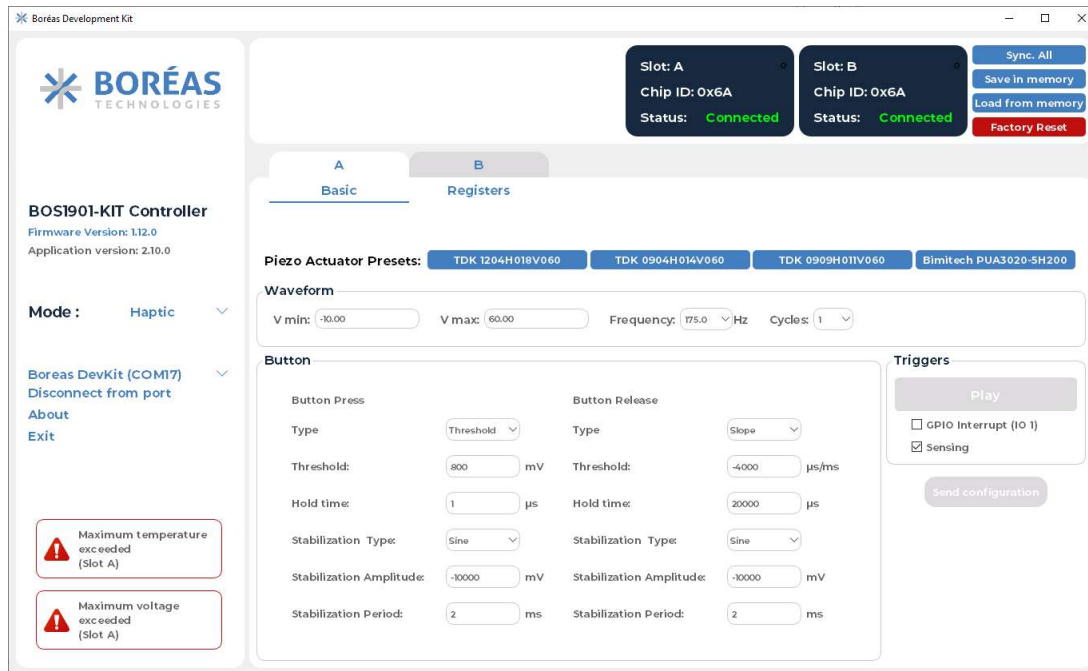 Boréas Development Kit
BORÉAS
TECHNOLOGIES
Slot: A
Chip ID: 0x6A
Status: Connected
Slot: B
Chip ID: 0x6A
Status: Connected
Sync. All
Save in memory
Load from memory
Factory Reset
BOS1901-KIT Controller
Firmware Version: 1.12.0
Application version: 2.10.0
Mode : Haptic
Boreas DevKit (COM17)
Disconnect from port
About
Exit
Maximum temperature
exceeded
(Slot A)
Maximum voltage
exceeded
(Slot A)
A B
Basic Registers
Piezo Actuator Presets: TDK 1204H018V060 TDK 0904H014V060 TDK 0909H011V060 Bimitech PUA3020-5H200
Waveform
V min: -10.00 V max: 60.00 Frequency: 175.0 Hz Cycles: 1
Button
Button Press Button Release
Type Threshold Type Slope
Threshold: 800 mV Threshold: -4000 µs/ms
Hold time: 1 µs Hold time: 20000 µs
Stabilization Type: Sine Stabilization Type: Sine
Stabilization Amplitude: -10000 mV Stabilization Amplitude: -10000 mV
Stabilization Period: 2 ms Stabilization Period: 2 ms
Triggers
Play
GPIO Interrupt (IO 1)
Sensing
Send configuration